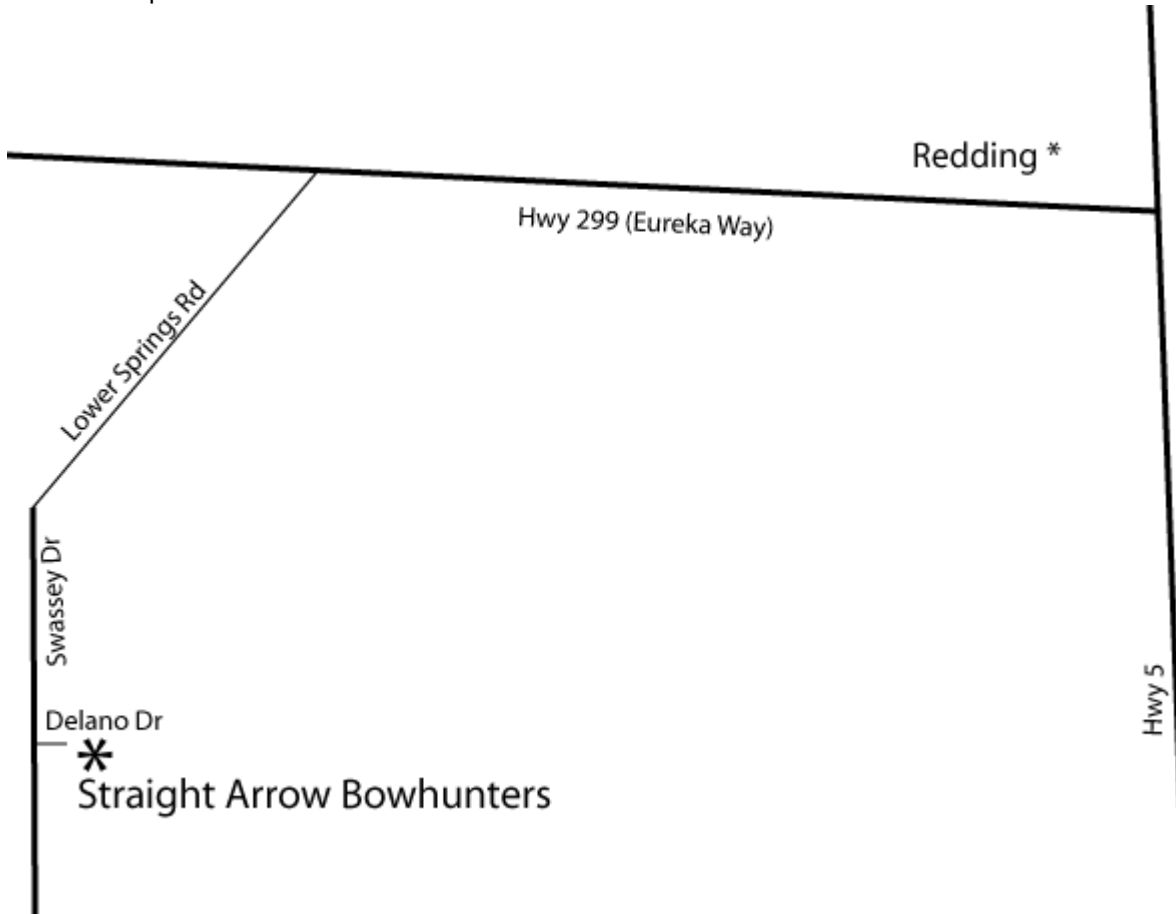 Redding *
Hwy 299 (Eureka Way)
Lower Springs Rd
Swassey Dr
Hwy 5
Delano Dr
*
Straight Arrow Bowhunters